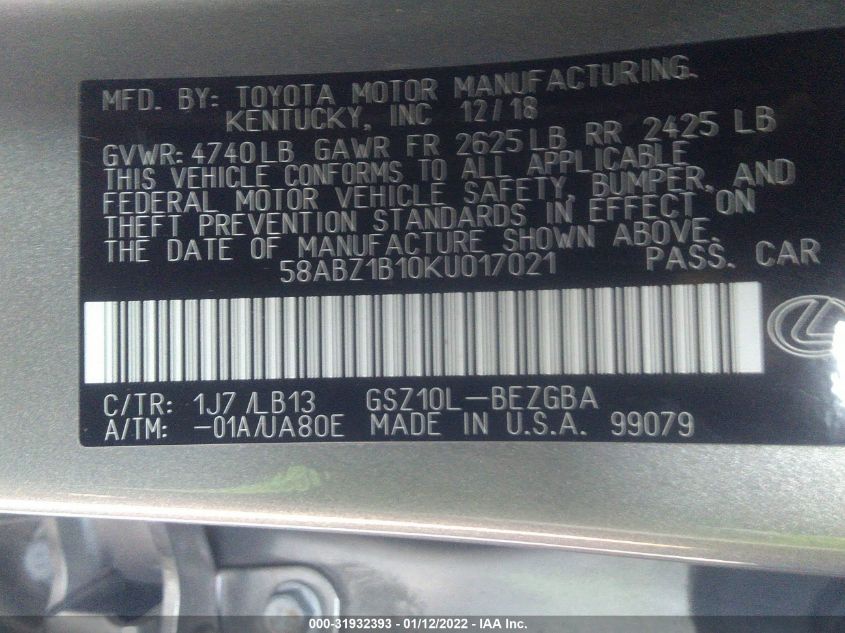 MFD. BY: TOYOTA MOTOR MANUFACTURING.
KENTUCKY, INC 12/18
GVWR: 4740LB GAWR FR 2625LB RR 2425 LB
THIS VEHICLE CONFORMS TO ALL APPLICABLE
FEDERAL MOTOR VEHICLE SAFETY, BUMPER, AND
THEFT PREVENTION STANDARDS IN EFFECT ON
THE DATE OF MANUFACTURE SHOWN ABOVE.
58ABZ1B10KU017021 PASS. CAR
C/TR: 1J7 /LB13 GSZ10L-BEZGBA
A/TM: -01A/UA80E MADE IN U.S.A. 99079
000-31932393 - 01/12/2022 - IAA Inc.